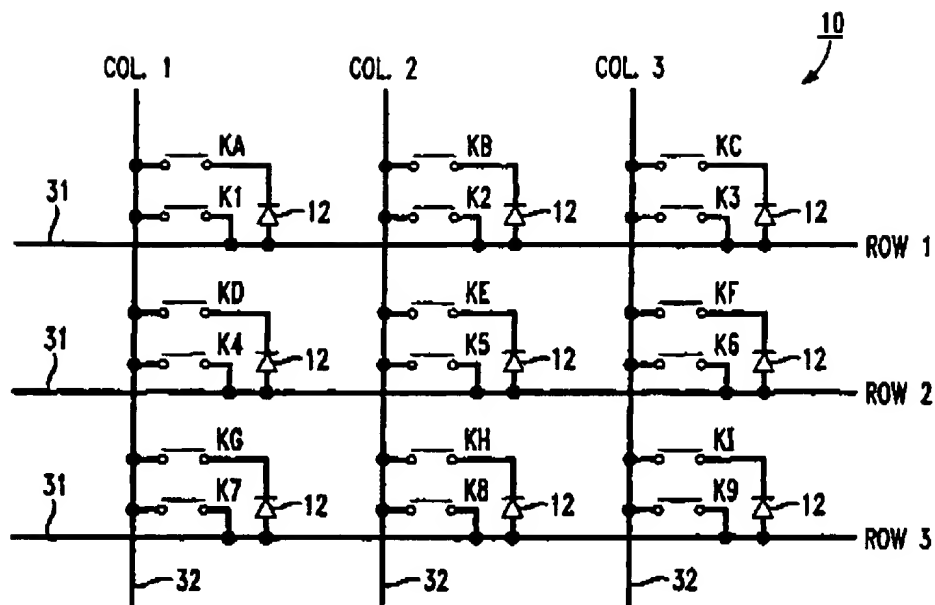 10
COL. 1 COL. 2 COL. 3
KA KB KC
31 K1 12 K2 12 K3 12
ROW 1
KD KE KF
31 K4 12 K5 12 K6 12
ROW 2
KG KH KI
31 K7 12 K8 12 K9 12
ROW 3
32 32 32